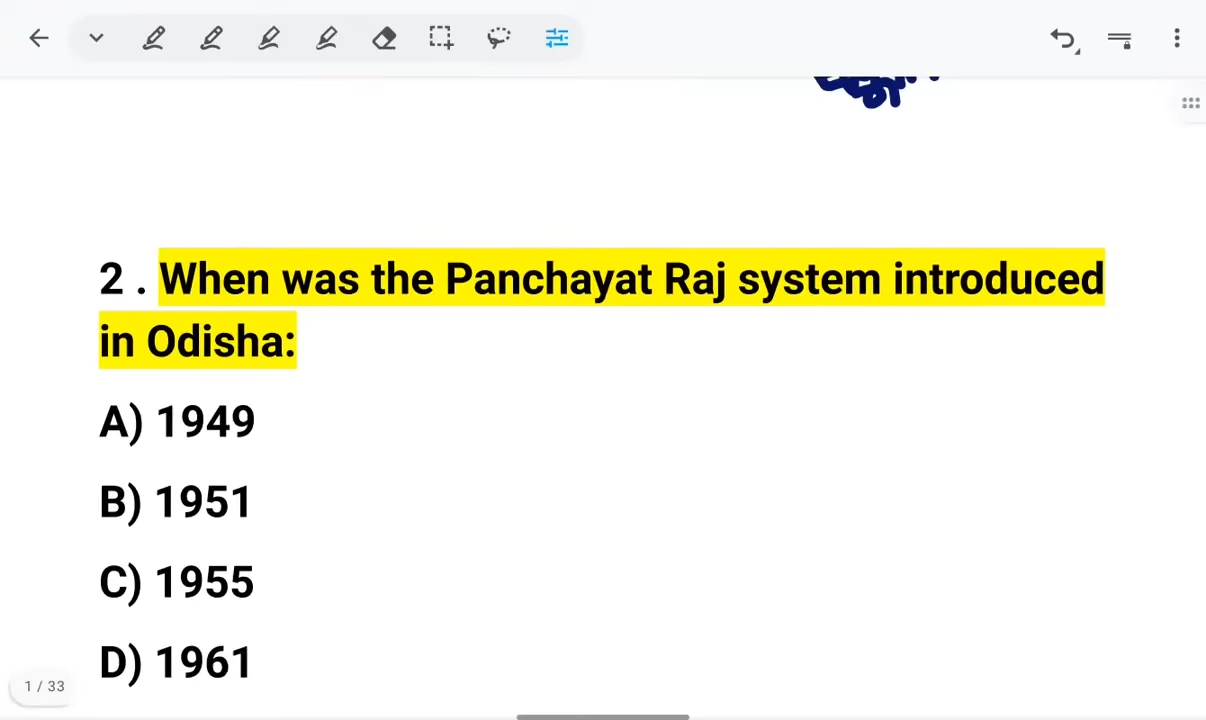 2 . When was the Panchayat Raj system introduced
in Odisha:
A) 1949
B) 1951
C) 1955
D) 1961
1 / 33